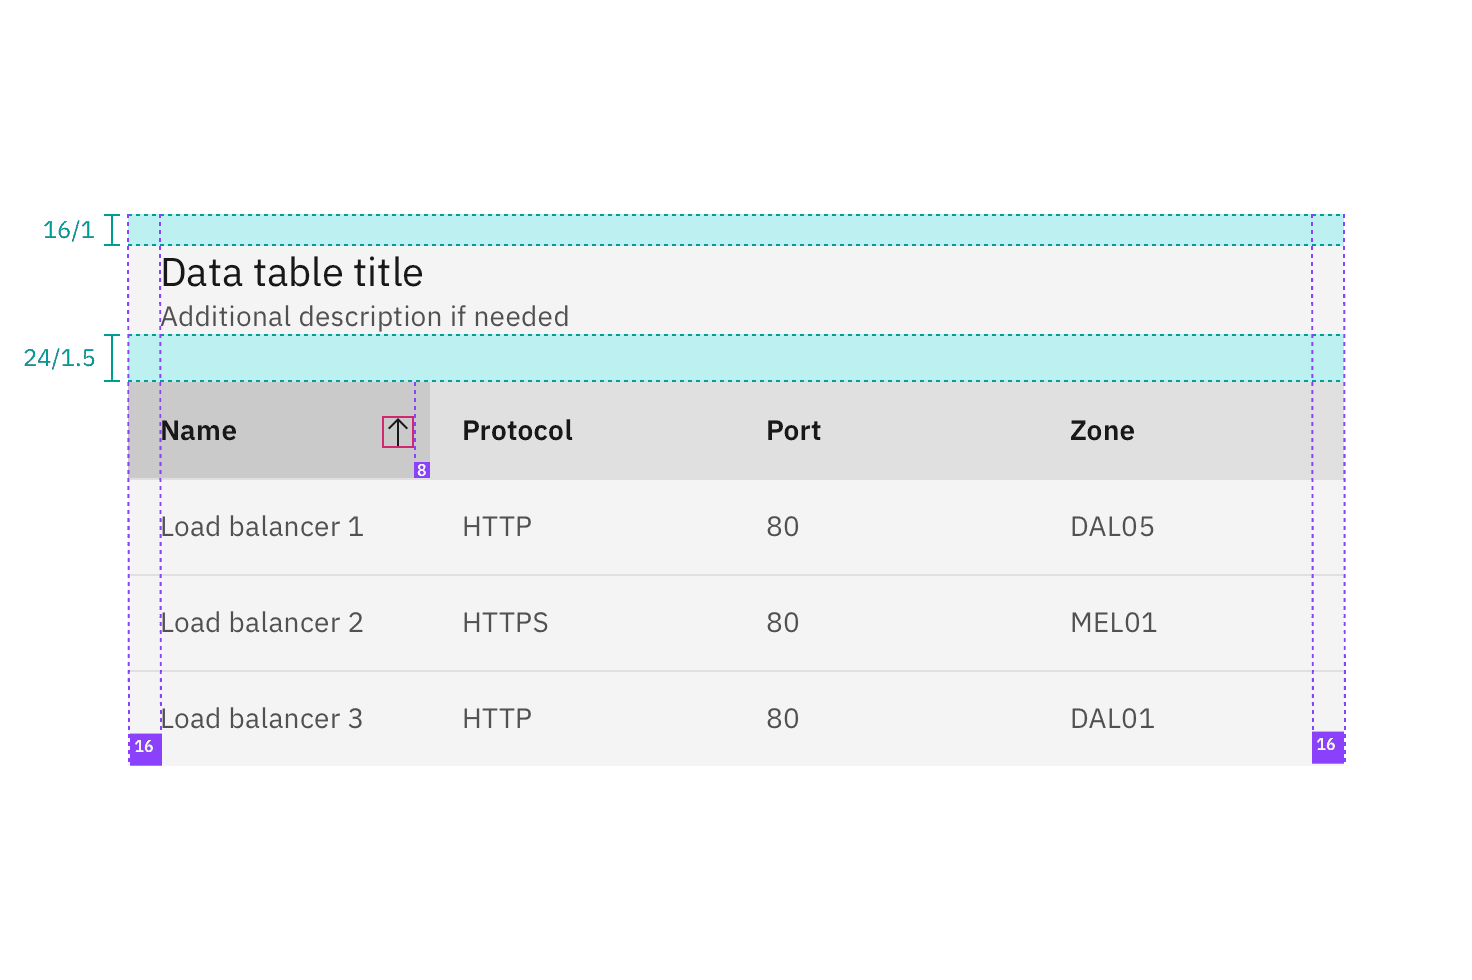 16/1
Data table title
Additional description if needed
24/1.5
Name Protocol Port Zone
8
Load balancer 1 HTTP 80 DAL05
Load balancer 2 HTTPS 80 MEL01
Load balancer 3 HTTP 80 DAL01
16 16